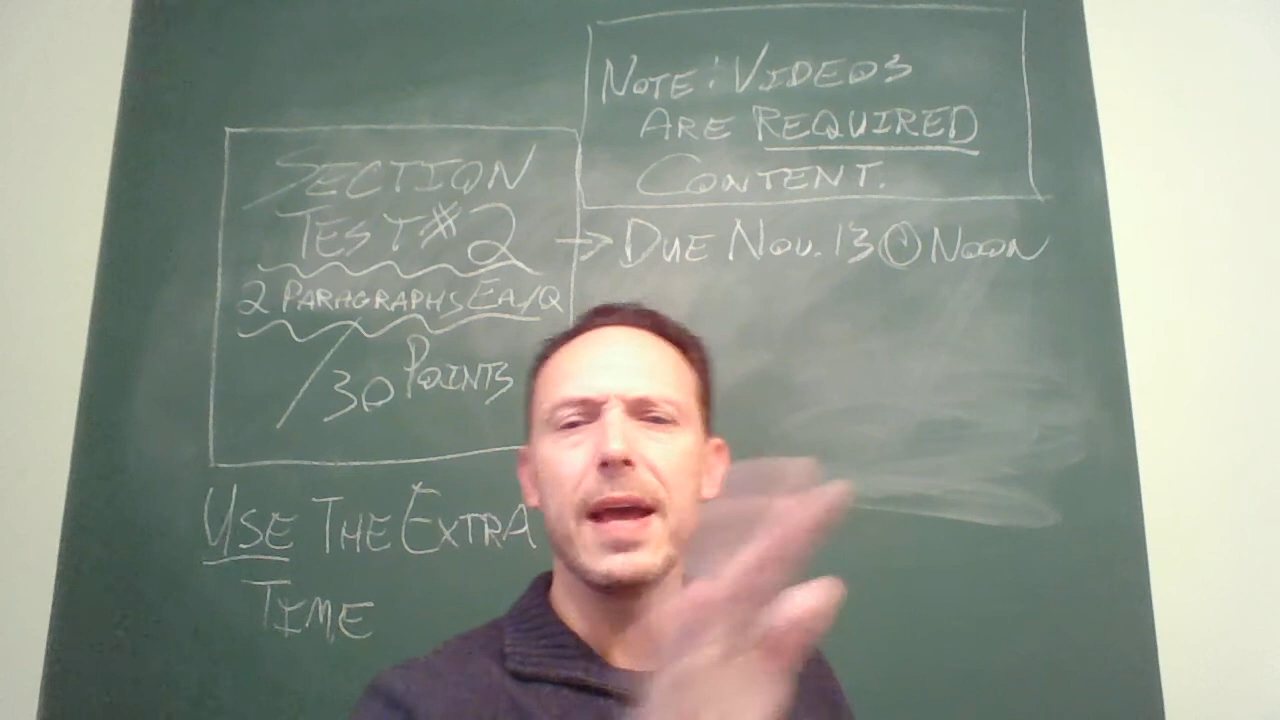 NOTE: VIDEOS
ARE REQUIRED
CONTENT.
SECTION
TEST #2
→ DUE NOV. 13 @ NOON
2 PARAGRAPHS EA/Q
/30 POINTS
USE THE EXTRA
TIME